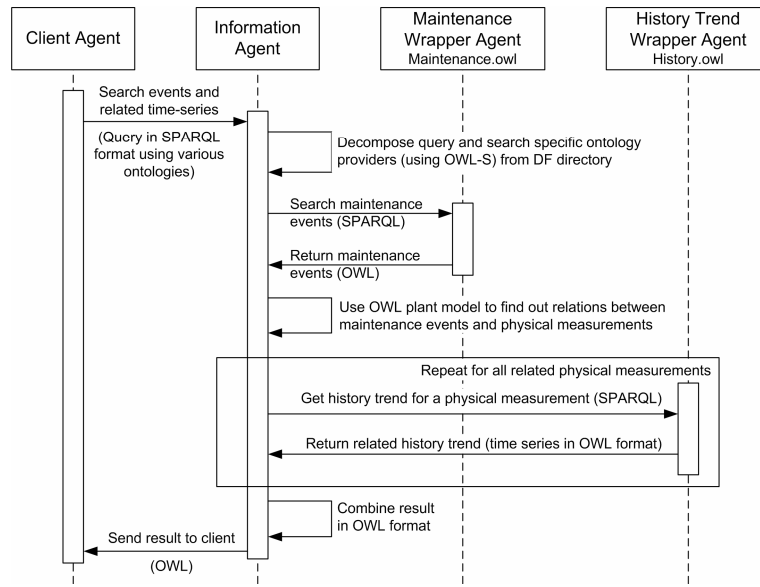 Client Agent
Information
Agent
Maintenance
Wrapper Agent
Maintenance.owl
History Trend
Wrapper Agent
History.owl
Search events and
related time-series
(Query in SPARQL
format using various
ontologies)
Decompose query and search specific ontology
providers (using OWL-S) from DF directory
Search maintenance
events (SPARQL)
Return maintenance
events (OWL)
Use OWL plant model to find out relations between
maintenance events and physical measurements
Repeat for all related physical measurements
Get history trend for a physical measurement (SPARQL)
Return related history trend (time series in OWL format)
Combine result
in OWL format
Send result to client
(OWL)